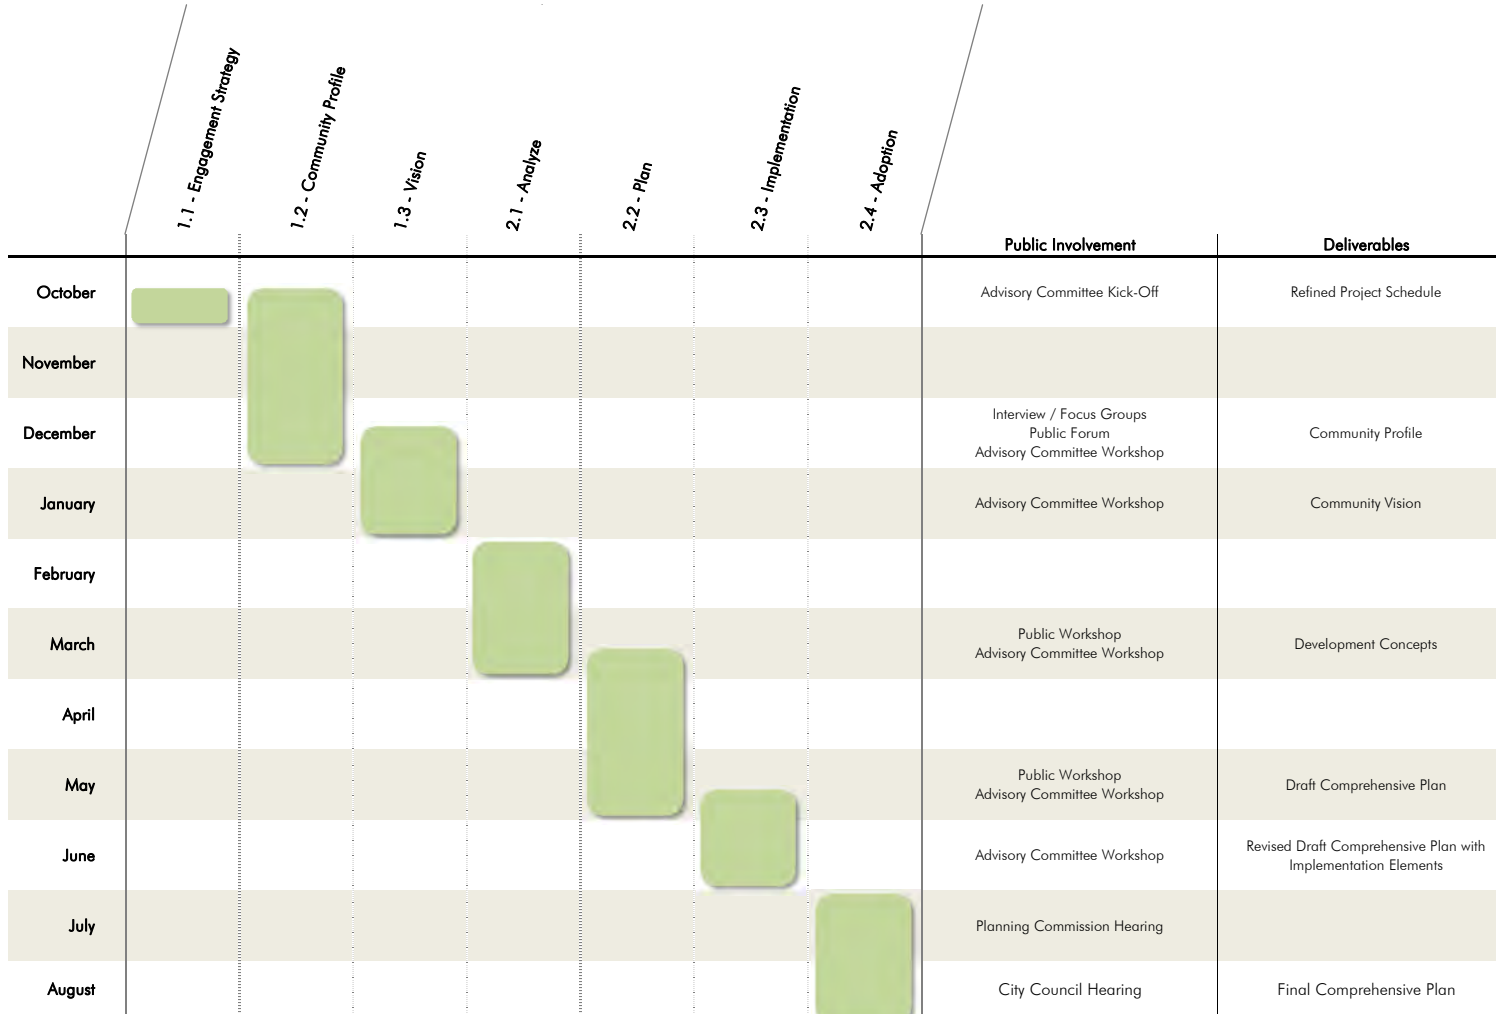 1.1 - Engagement Strategy
1.2 - Community Profile
1.3 - Vision
2.1 - Analyze
2.2 - Plan
2.3 - Implementation
2.4 - Adoption
Public Involvement
Deliverables
October
Advisory Committee Kick-Off
Refined Project Schedule
November
December
Interview / Focus Groups
Public Forum
Advisory Committee Workshop
Community Profile
January
Advisory Committee Workshop
Community Vision
February
March
Public Workshop
Advisory Committee Workshop
Development Concepts
April
May
Public Workshop
Advisory Committee Workshop
Draft Comprehensive Plan
June
Advisory Committee Workshop
Revised Draft Comprehensive Plan with
Implementation Elements
July
Planning Commission Hearing
August
City Council Hearing
Final Comprehensive Plan